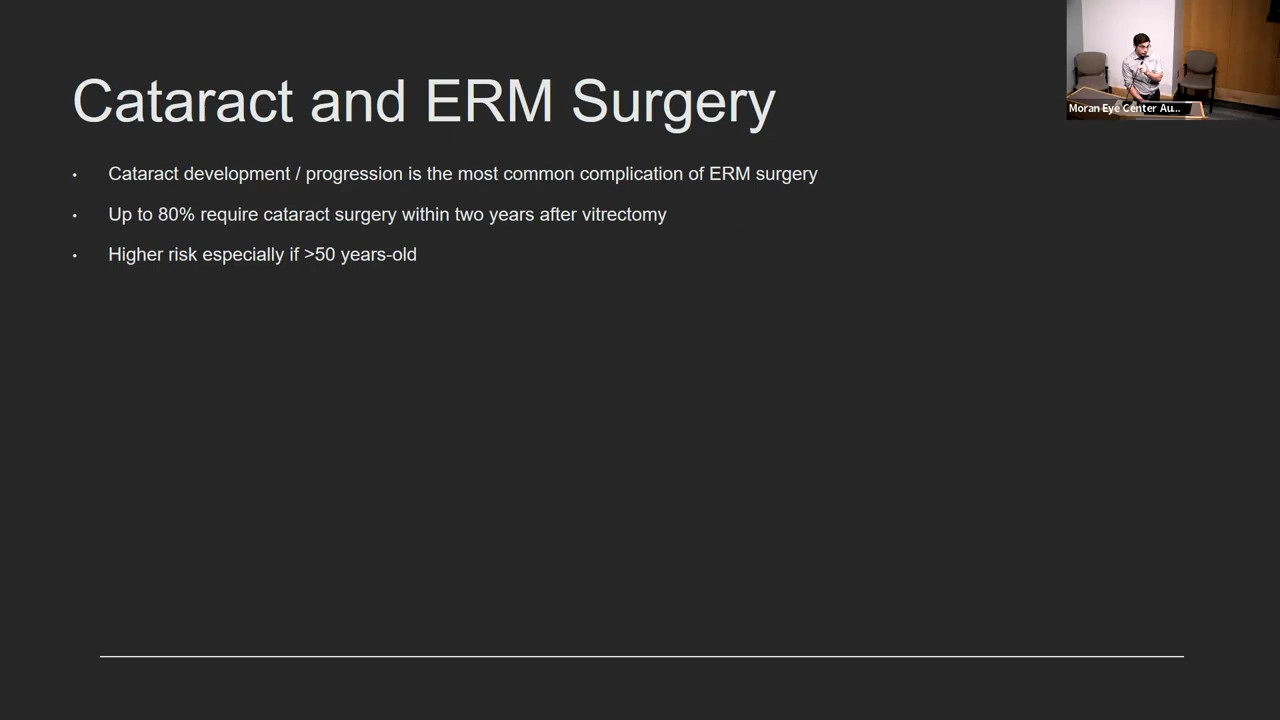 Cataract and ERM Surgery
Moran Eye Center Au...
• Cataract development / progression is the most common complication of ERM surgery
• Up to 80% require cataract surgery within two years after vitrectomy
• Higher risk especially if >50 years-old